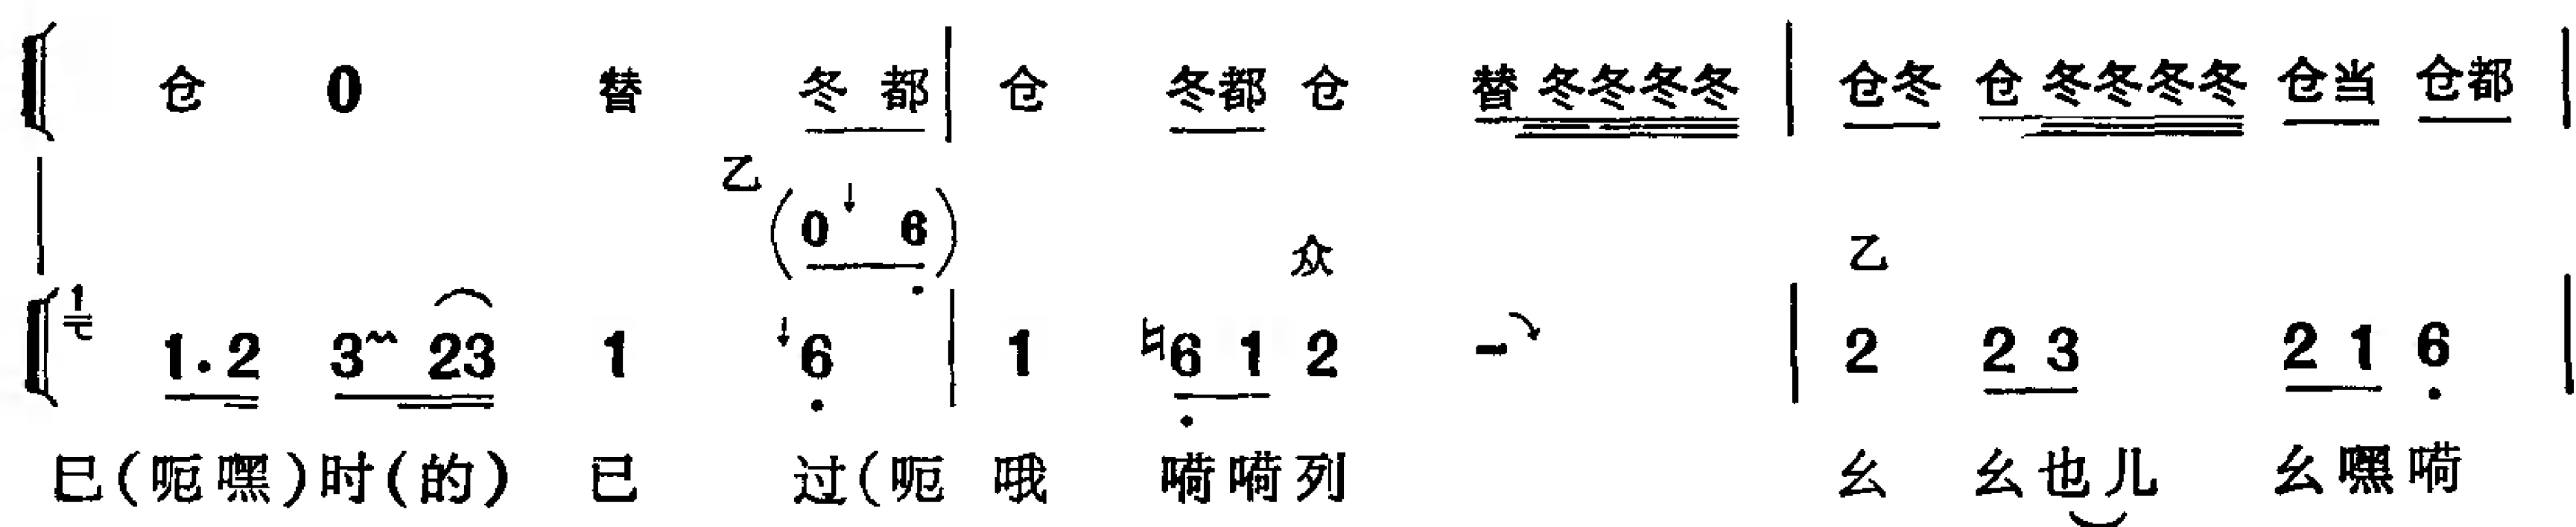 仓 0 替 冬 都 | 仓 冬都 仓 替 冬冬冬冬 | 仓冬 仓 冬冬冬冬 仓当 仓都 |
乙
(0 ↓ 6)
众 乙
1 1.2 3 23 1 ↓6 | 1 ♮6 1 2 - | 2 2 3 2 1 6 |
巳(呃嘿)时(的) 已 过(呃 哦 嗬嗬列 幺 幺也儿 幺嘿嗬